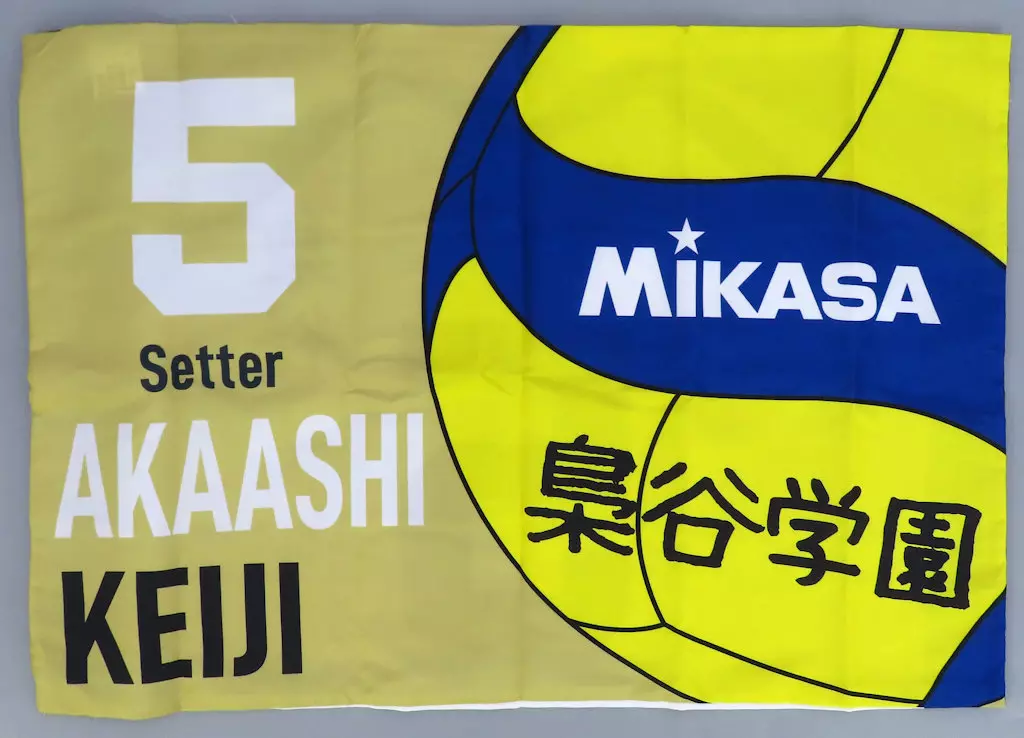 5
Setter
AKAASHI
KEIJI
MIKASA
梟谷学園